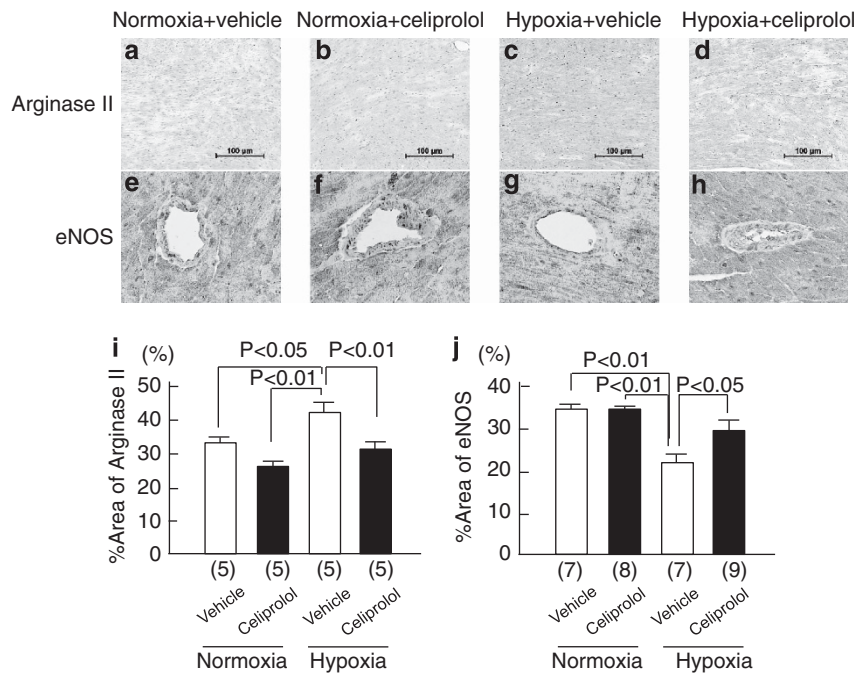 Normoxia+vehicle Normoxia+celiprolol Hypoxia+vehicle Hypoxia+celiprolol
a b c d
Arginase II
100 µm 100 µm 100 µm 100 µm
e f g h
eNOS
i (%)
P<0.05 P<0.01
P<0.01
%Area of Arginase II
50
40
30
20
10
0
(5) (5) (5) (5)
Vehicle Celiprolol Vehicle Celiprolol
Normoxia Hypoxia
j (%)
P<0.01
P<0.01 P<0.05
%Area of eNOS
40
30
20
10
0
(7) (8) (7) (9)
Vehicle Celiprolol Vehicle Celiprolol
Normoxia Hypoxia